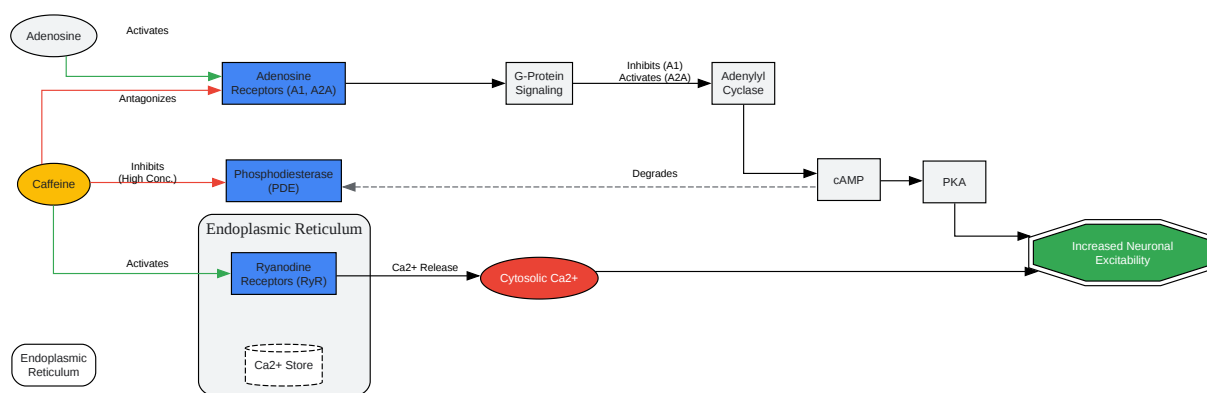 Adenosine
Activates
Adenosine
Receptors (A1, A2A)
G-Protein
Signaling
Inhibits (A1)
Activates (A2A)
Adenylyl
Cyclase
Antagonizes
Caffeine
Inhibits
(High Conc.)
Phosphodiesterase
(PDE)
Degrades
cAMP
PKA
Endoplasmic Reticulum
Activates
Ryanodine
Receptors (RyR)
Ca2+ Release
Cytosolic Ca2+
Increased Neuronal
Excitability
Endoplasmic
Reticulum
Ca2+ Store